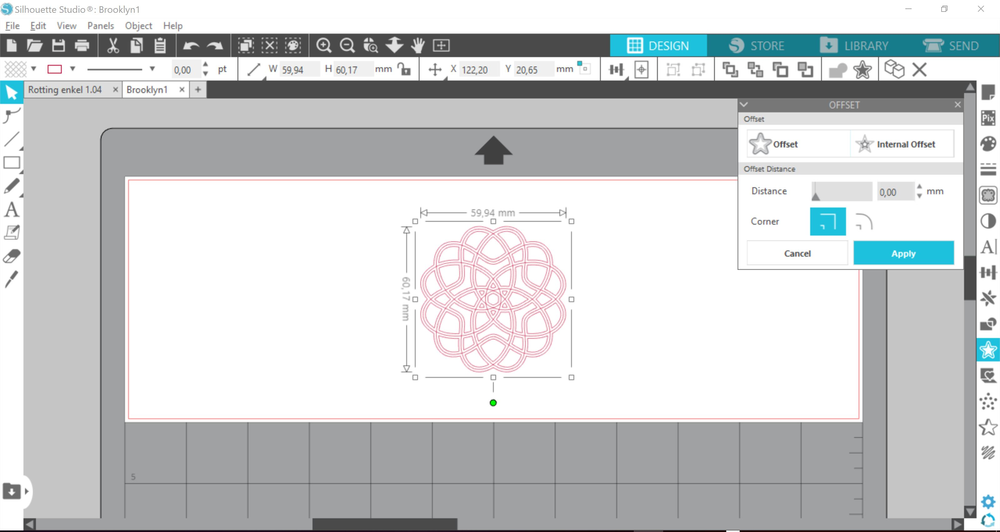 Silhouette Studio®: Brooklyn1
File Edit View Panels Object Help
DESIGN STORE LIBRARY SEND
0,00 pt W 59,94 H 60,17 mm X 122,20 Y 20,65 mm
Rotting enkel 1.04 Brooklyn1 +
Pix
OFFSET
Offset
Offset Internal Offset
Offset Distance
Distance 0,00 mm
Corner
Cancel Apply
59,94 mm
60,17 mm
5